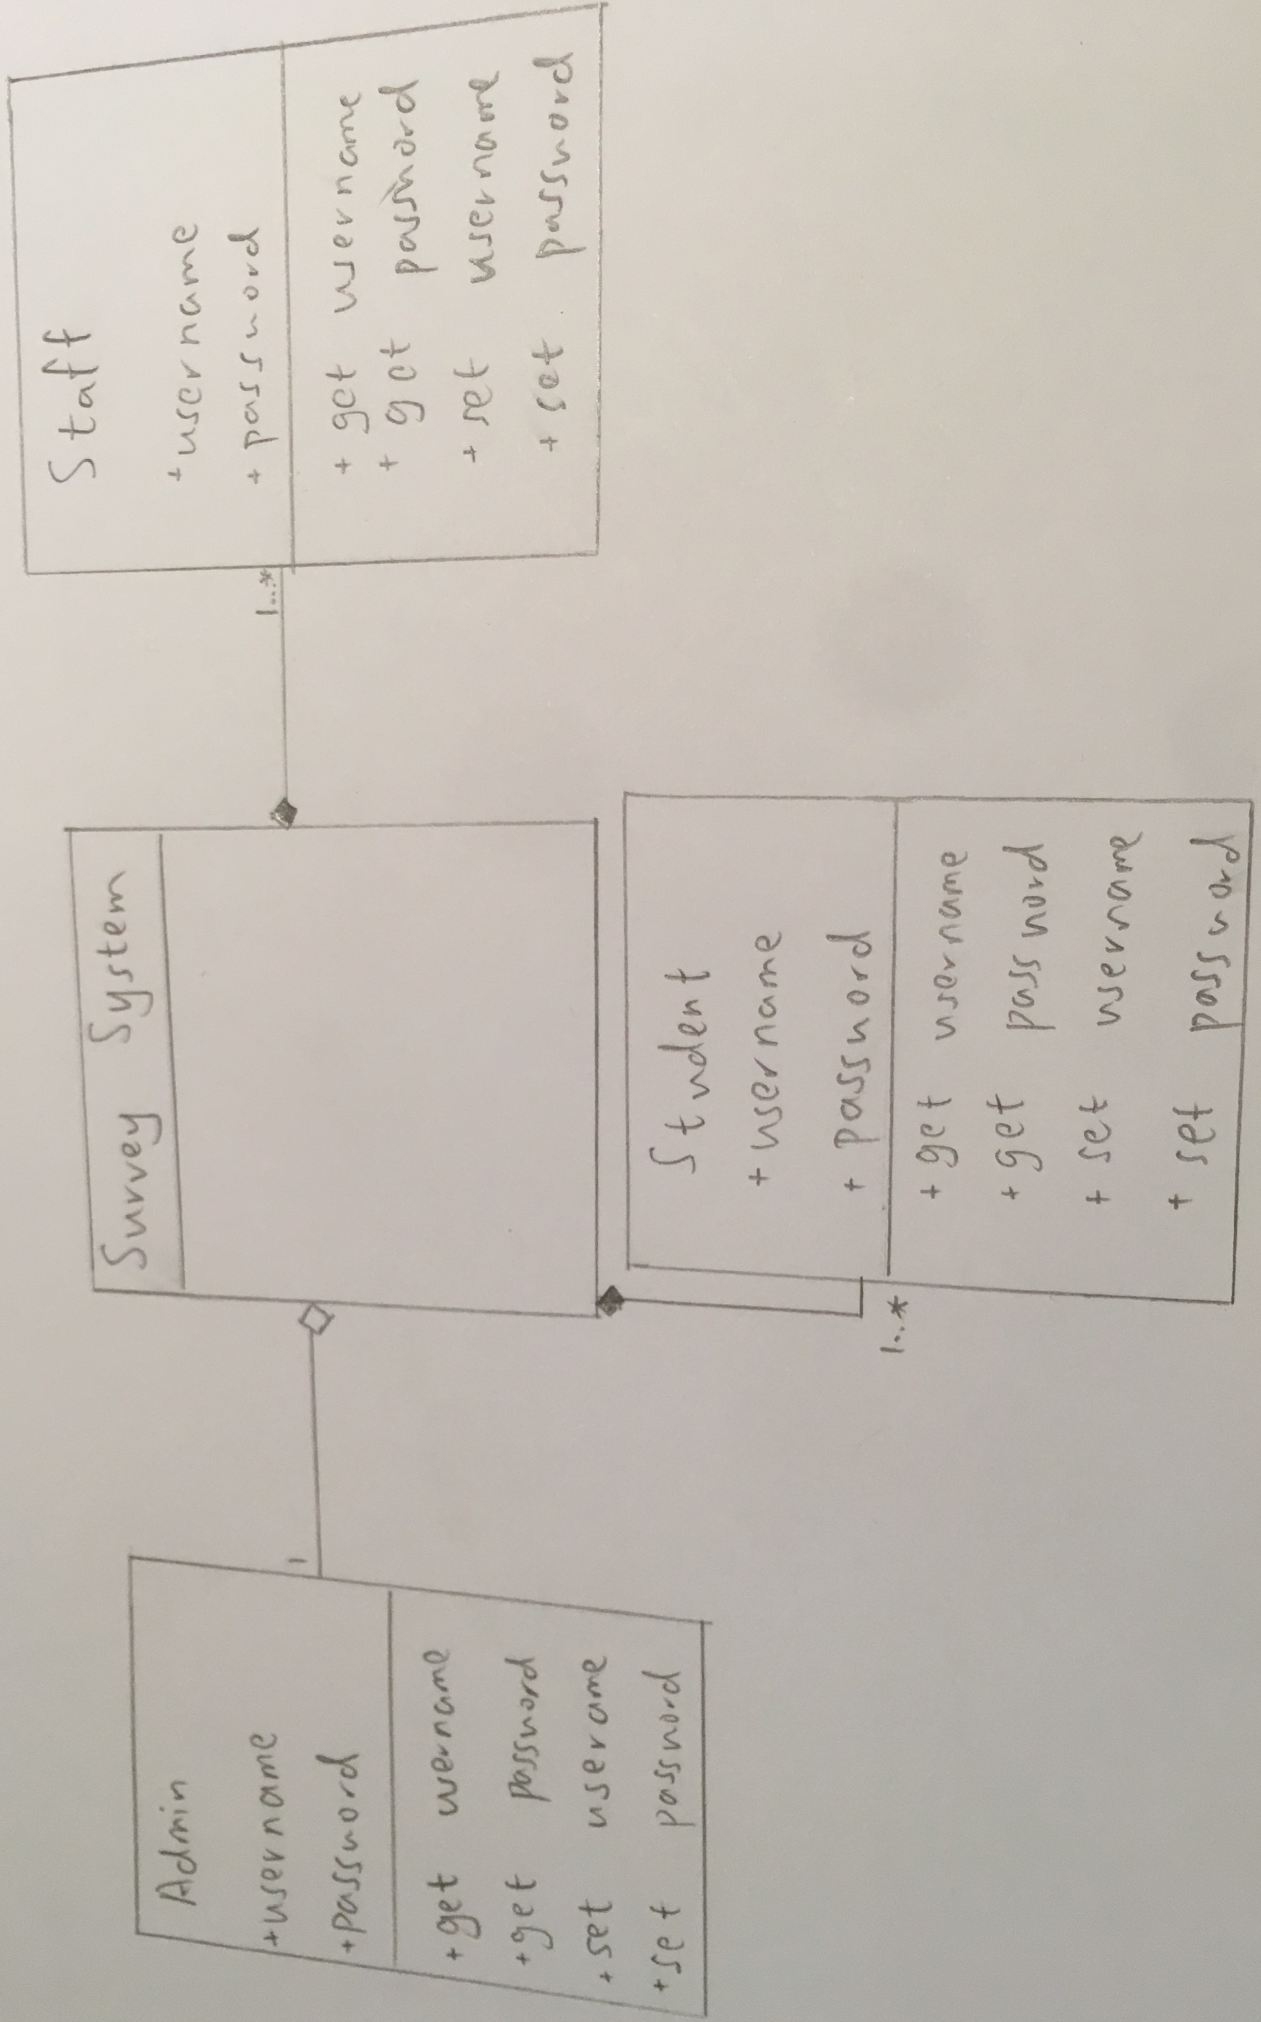 Admin
+username
+password
+get username
+get password
+set username
+set password
1
Survey System
1..*
Student
+username
+password
+get username
+get password
+set username
+set password
1...*
Staff
+username
+password
+get username
+get password
+set username
+set password